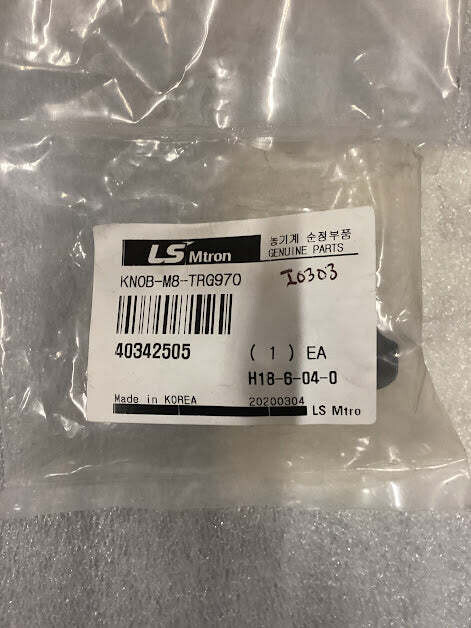 LS Mtron
농기계 순정부품
GENUINE PARTS
KNOB-M8-TRG970
I0303
40342505
( 1 ) EA
H18-6-04-0
Made in KOREA
20200304
LS Mtro